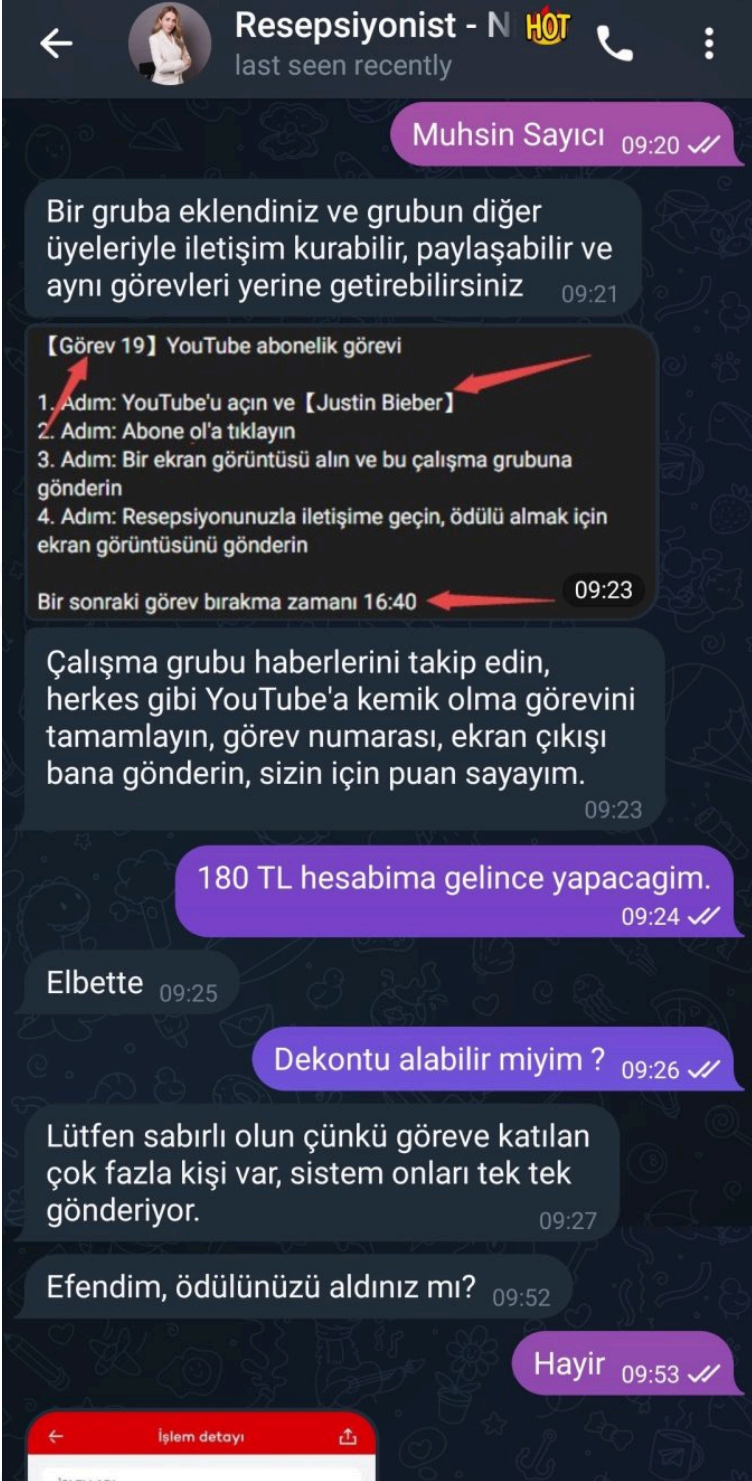 Resepsiyonist - N HOT
last seen recently
Muhsin Sayıcı 09:20
Bir gruba eklendiniz ve grubun diğer
üyeleriyle iletişim kurabilir, paylaşabilir ve
aynı görevleri yerine getirebilirsiniz 09:21
【Görev 19】YouTube abonelik görevi
1. Adım: YouTube'u açın ve【Justin Bieber】
2. Adım: Abone ol'a tıklayın
3. Adım: Bir ekran görüntüsü alın ve bu çalışma grubuna
gönderin
4. Adım: Resepsiyonunuzla iletişime geçin, ödülü almak için
ekran görüntüsünü gönderin
Bir sonraki görev bırakma zamanı 16:40
09:23
Çalışma grubu haberlerini takip edin,
herkes gibi YouTube'a kemik olma görevini
tamamlayın, görev numarası, ekran çıkışı
bana gönderin, sizin için puan sayayım.
09:23
180 TL hesabima gelince yapacagim.
09:24
Elbette 09:25
Dekontu alabilir miyim ? 09:26
Lütfen sabırlı olun çünkü göreve katılan
çok fazla kişi var, sistem onları tek tek
gönderiyor. 09:27
Efendim, ödülünüzü aldınız mı? 09:52
Hayir 09:53
İşlem detayı